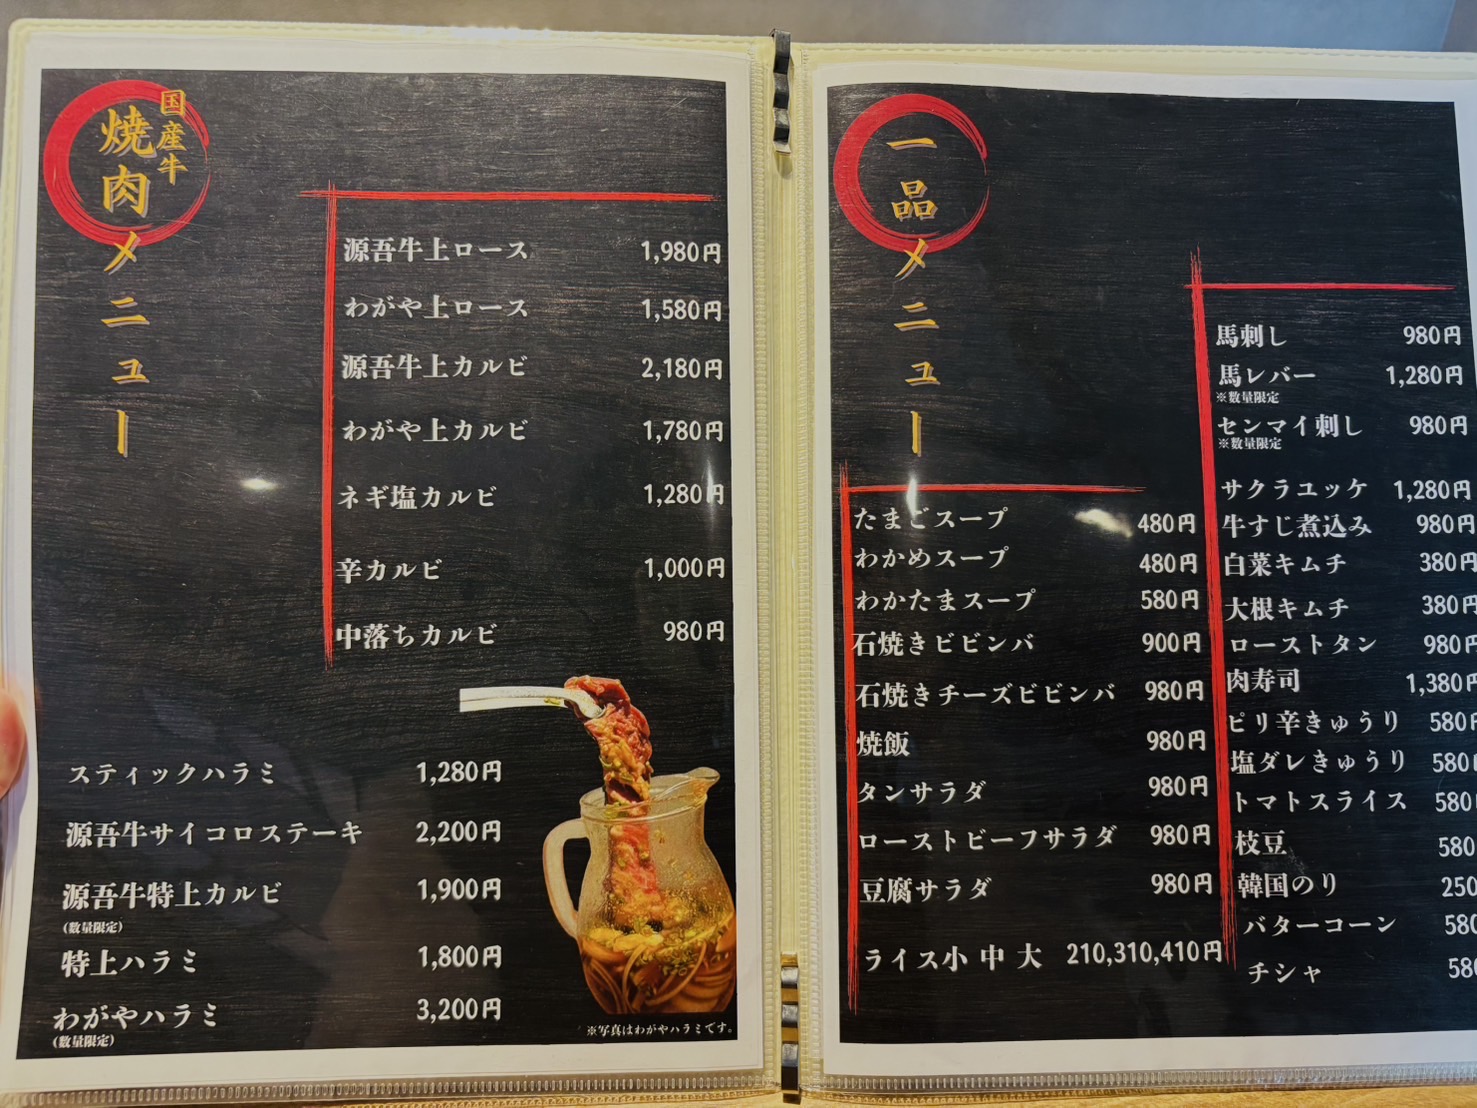 国産牛
焼肉メニュー
源吾牛上ロース 1,980円
わがや上ロース 1,580円
源吾牛上カルビ 2,180円
わがや上カルビ 1,780円
ネギ塩カルビ 1,280円
辛カルビ 1,000円
中落ちカルビ 980円
スティックハラミ 1,280円
源吾牛サイコロステーキ 2,200円
源吾牛特上カルビ 1,900円
(数量限定)
特上ハラミ 1,800円
わがやハラミ 3,200円
(数量限定)
※写真はわがやハラミです。
一品メニュー
たまごスープ 480円
わかめスープ 480円
わかたまスープ 580円
石焼きビビンバ 900円
石焼きチーズビビンバ 980円
焼飯 980円
タンサラダ 980円
ローストビーフサラダ 980円
豆腐サラダ 980円
ライス小 中 大 210,310,410円
馬刺し 980円
馬レバー 1,280円
※数量限定
センマイ刺し 980円
※数量限定
サクラユッケ 1,280円
牛すじ煮込み 980円
白菜キムチ 380円
大根キムチ 380円
ローストタン 980円
肉寿司 1,380円
ピリ辛きゅうり 580円
塩ダレきゅうり 580円
トマトスライス 580
枝豆 580
韓国のり 250
バターコーン 580
チシャ 580